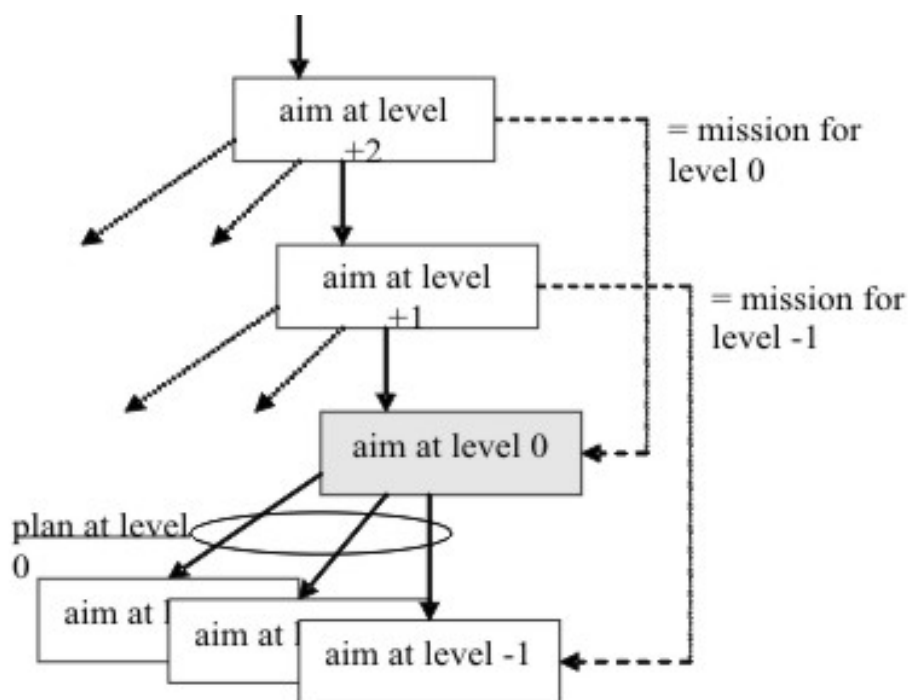 aim at level
+2
= mission for
level 0
aim at level
+1
= mission for
level -1
aim at level 0
plan at level
0
aim at
aim at
aim at level -1